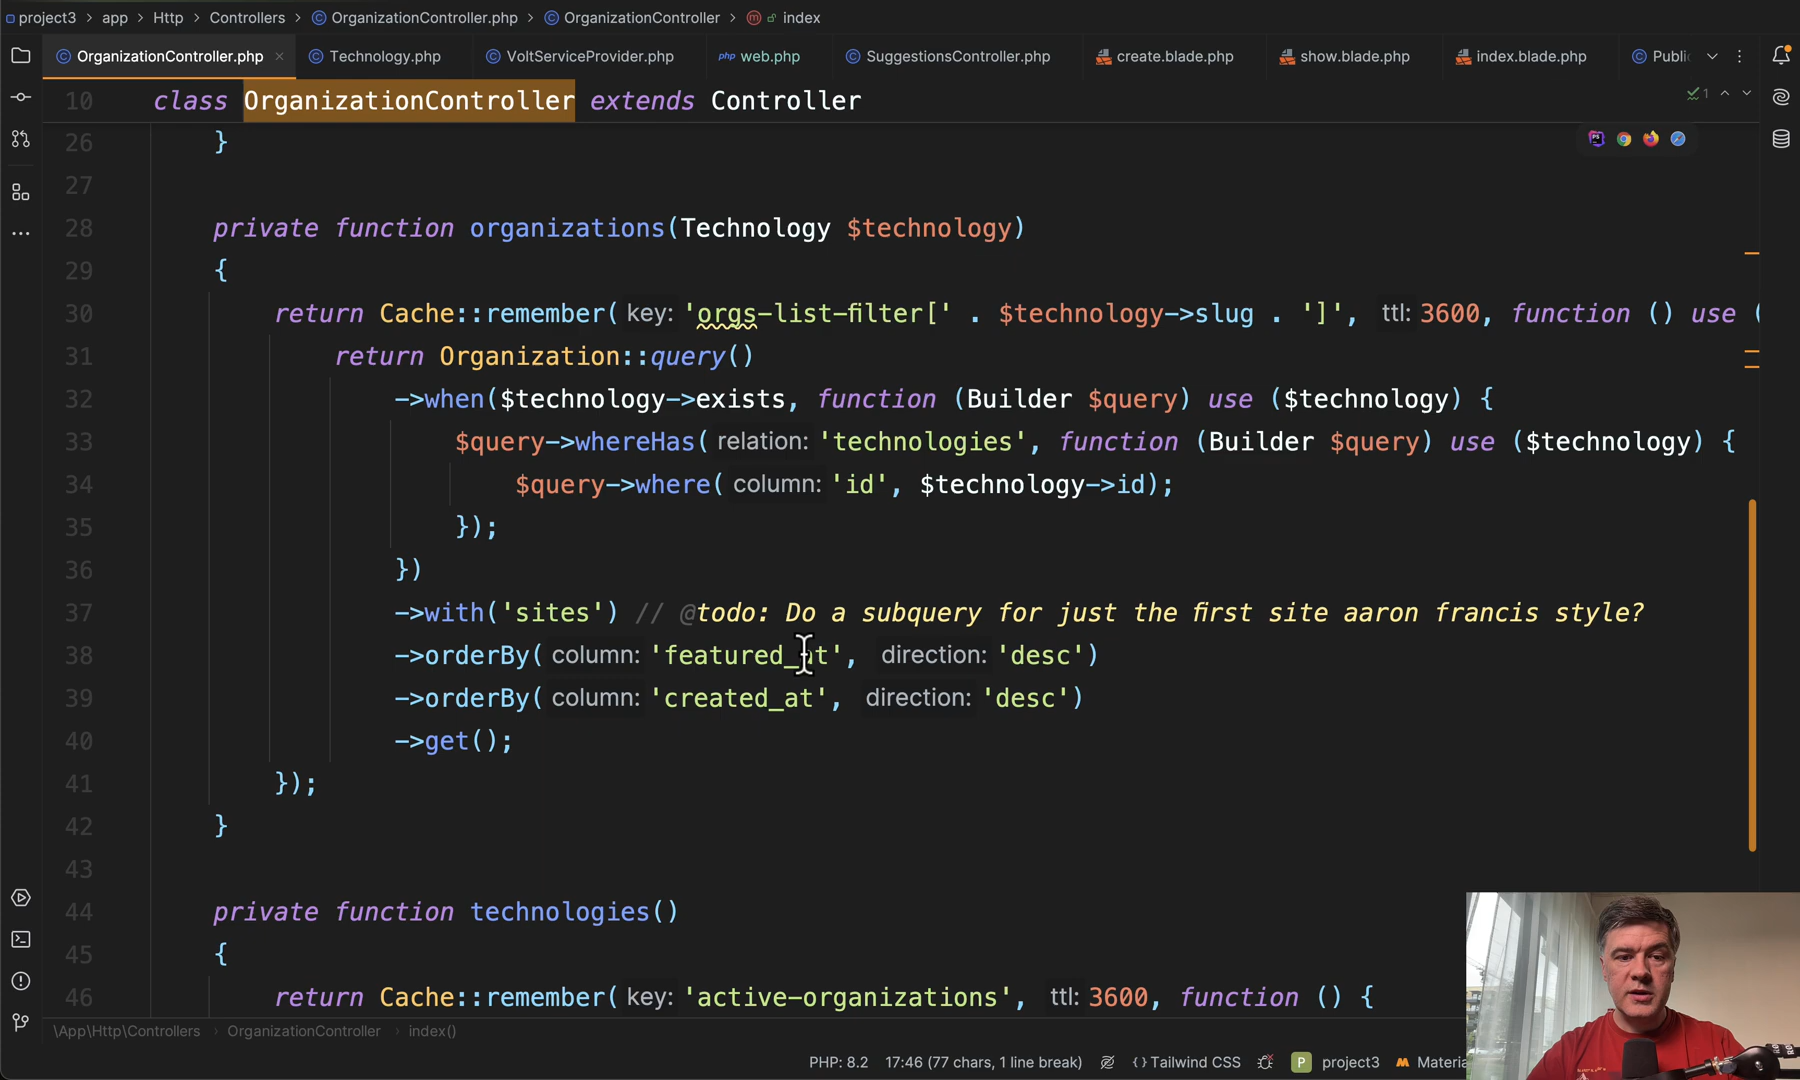 project3 > app > Http > Controllers > OrganizationController.php > OrganizationController > index
OrganizationController.php × Technology.php VoltServiceProvider.php php web.php SuggestionsController.php create.blade.php show.blade.php index.blade.php
10 class OrganizationController extends Controller
1
26 }
27
28 private function organizations(Technology $technology)
29 {
30 return Cache::remember( key: 'orgs-list-filter[' . $technology->slug . ']', ttl: 3600, function () use (
31 return Organization::query()
32 ->when($technology->exists, function (Builder $query) use ($technology) {
33 $query->whereHas( relation: 'technologies', function (Builder $query) use ($technology) {
34 $query->where( column: 'id', $technology->id);
35 });
36 })
37 ->with('sites') // @todo: Do a subquery for just the first site aaron francis style?
38 ->orderBy( column: 'featured_at', direction: 'desc')
39 ->orderBy( column: 'created_at', direction: 'desc')
40 ->get();
41 });
42 }
43
44 private function technologies()
45 {
46 return Cache::remember( key: 'active-organizations', ttl: 3600, function () {
\App\Http\Controllers > OrganizationController > index()
PHP: 8.2 17:46 (77 chars, 1 line break) { } Tailwind CSS P project3